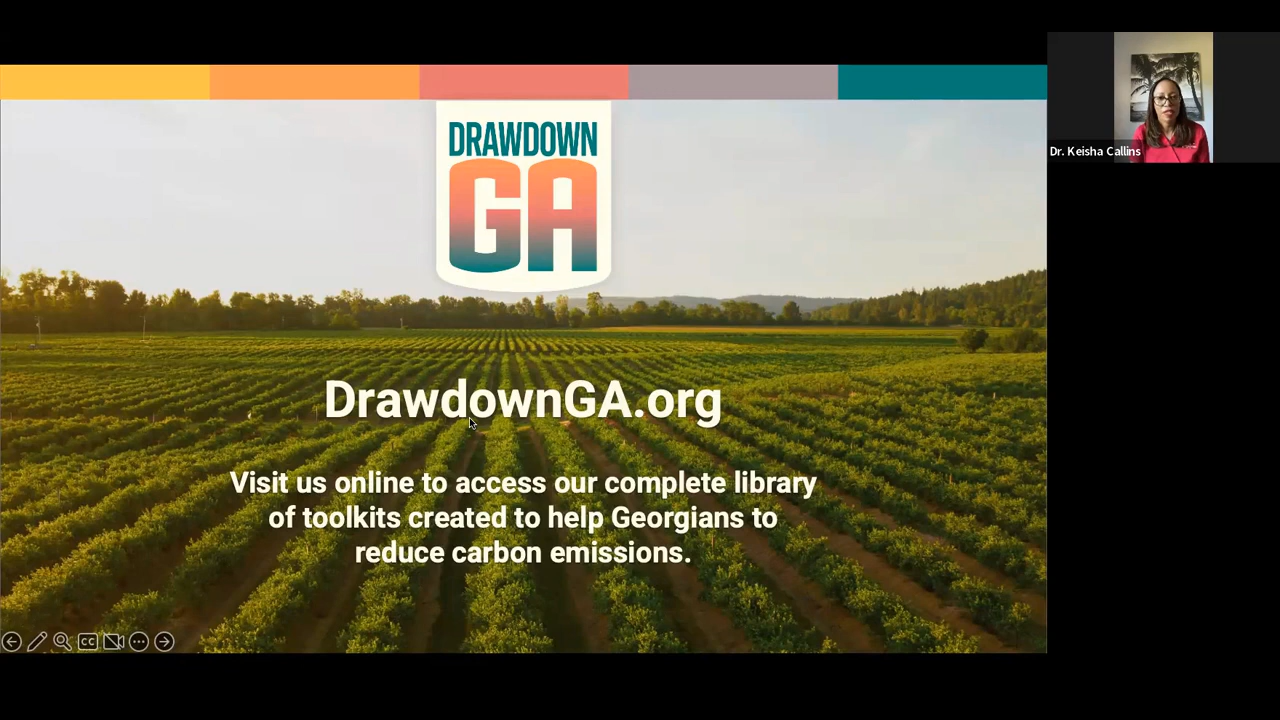 DRAWDOWN
GA
Dr. Keisha Callins
DrawdownGA.org
Visit us online to access our complete library
of toolkits created to help Georgians to
reduce carbon emissions.
CC